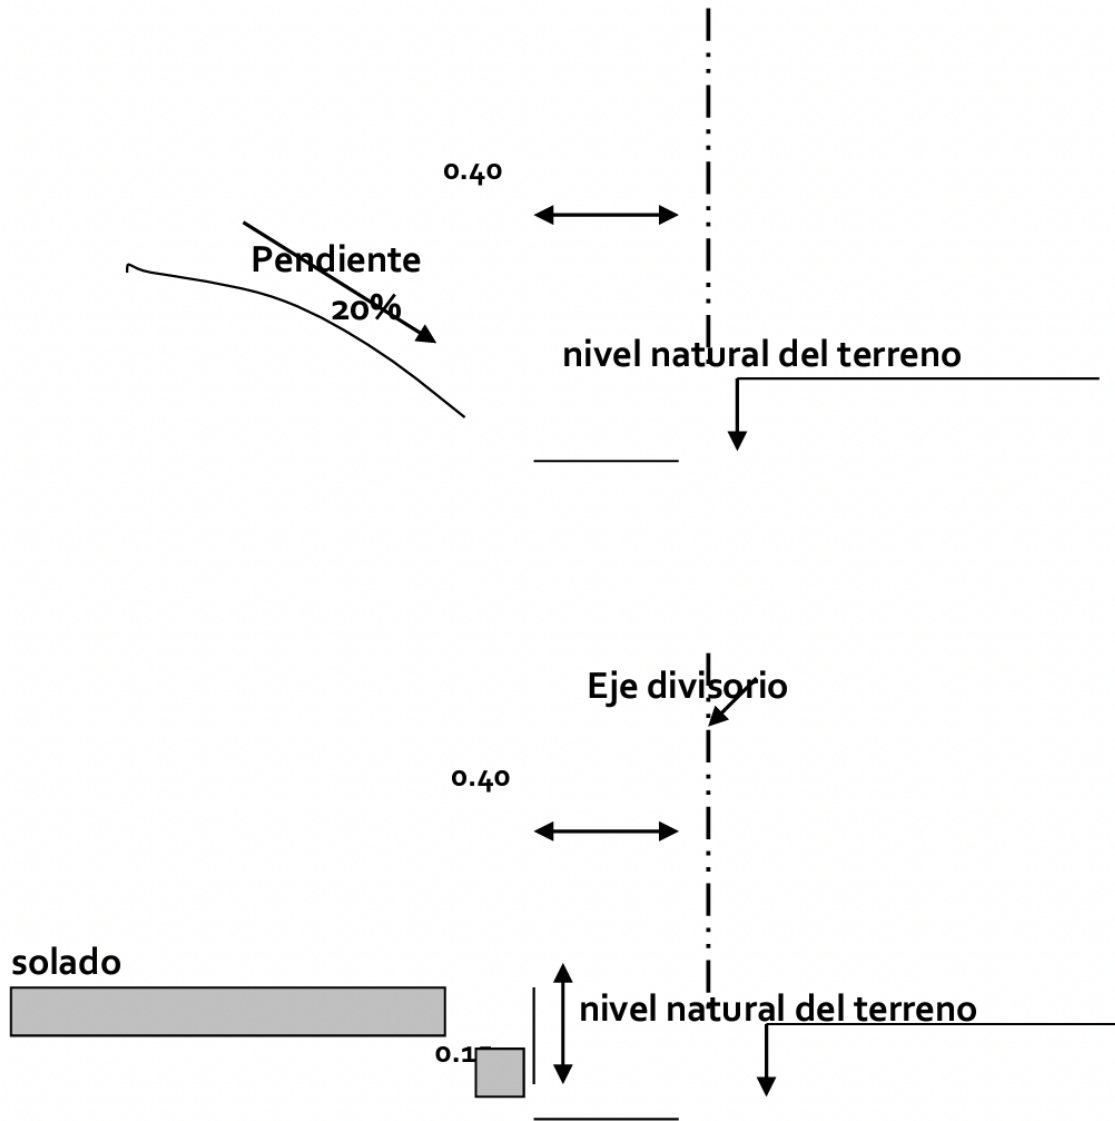 0.40
Pendiente
20%
nivel natural del terreno
Eje divisorio
0.40
solado
nivel natural del terreno